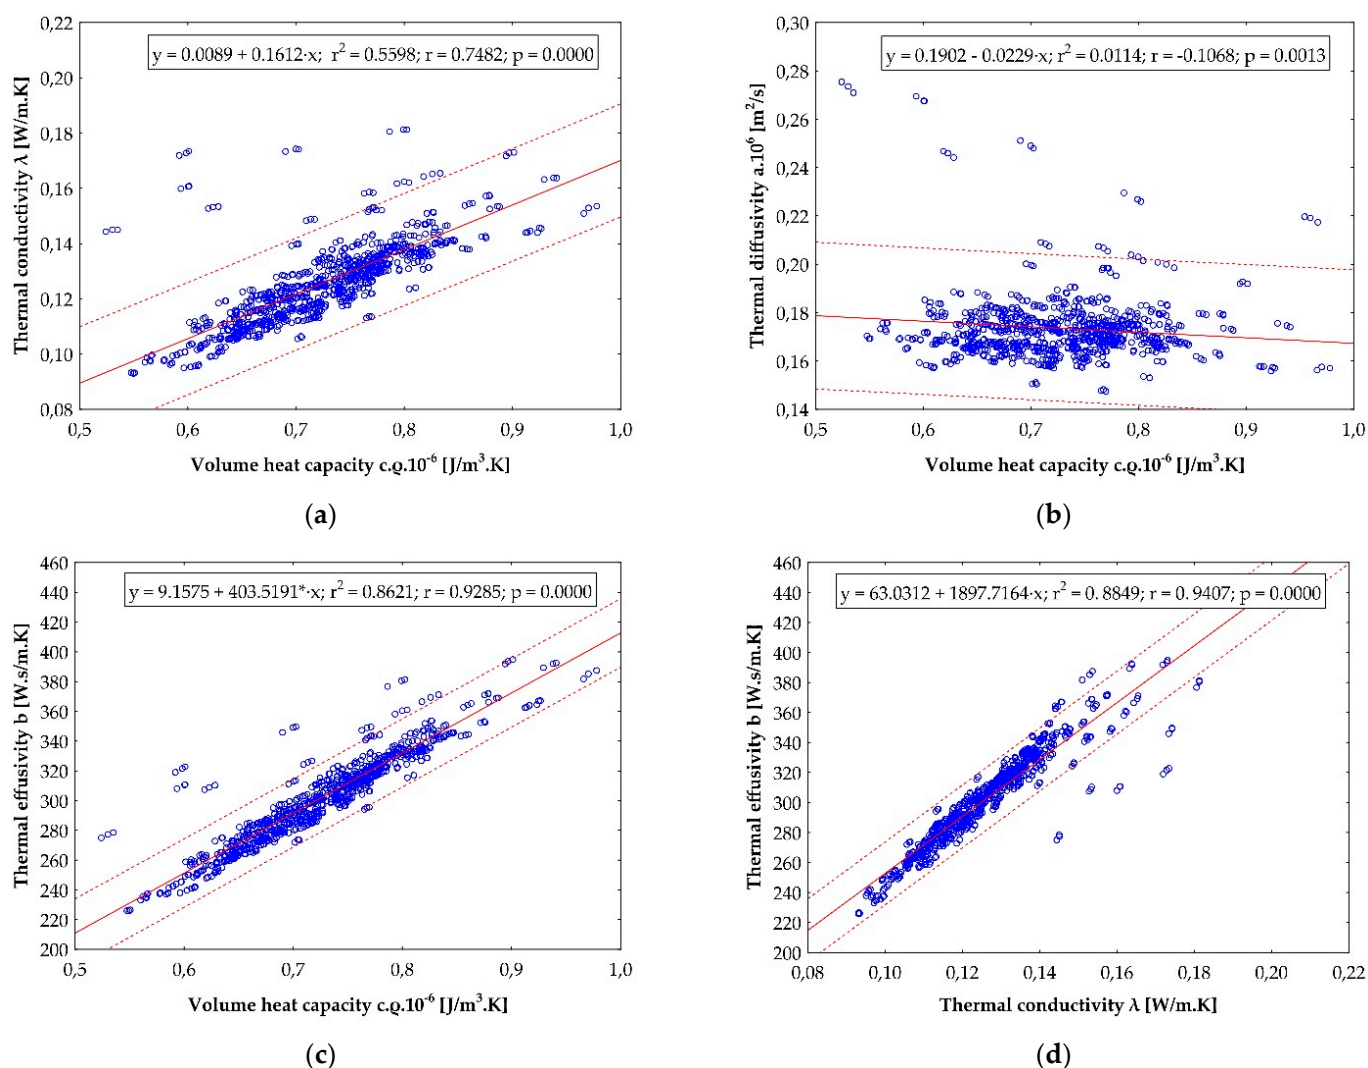 0,22
y = 0.0089 + 0.1612·x; r² = 0.5598; r = 0.7482; p = 0.0000
0,20
0,18
0,16
0,14
0,12
0,10
0,08
Thermal conductivity λ [W/m.K]
0,5 0,6 0,7 0,8 0,9 1,0
Volume heat capacity c.ϱ.10⁻⁶ [J/m³.K]
(a)
0,30
y = 0.1902 - 0.0229·x; r² = 0.0114; r = -0.1068; p = 0.0013
0,28
0,26
0,24
0,22
0,20
0,18
0,16
0,14
Thermal diffusivity a.10⁶ [m²/s]
0,5 0,6 0,7 0,8 0,9 1,0
Volume heat capacity c.ϱ.10⁻⁶ [J/m³.K]
(b)
460
y = 9.1575 + 403.5191*·x; r² = 0.8621; r = 0.9285; p = 0.0000
440
420
400
380
360
340
320
300
280
260
240
220
200
Thermal effusivity b [W.s/m.K]
0,5 0,6 0,7 0,8 0,9 1,0
Volume heat capacity c.ϱ.10⁻⁶ [J/m³.K]
(c)
460
y = 63.0312 + 1897.7164·x; r² = 0.8849; r = 0.9407; p = 0.0000
440
420
400
380
360
340
320
300
280
260
240
220
200
Thermal effusivity b [W.s/m.K]
0,08 0,10 0,12 0,14 0,16 0,18 0,20 0,22
Thermal conductivity λ [W/m.K]
(d)